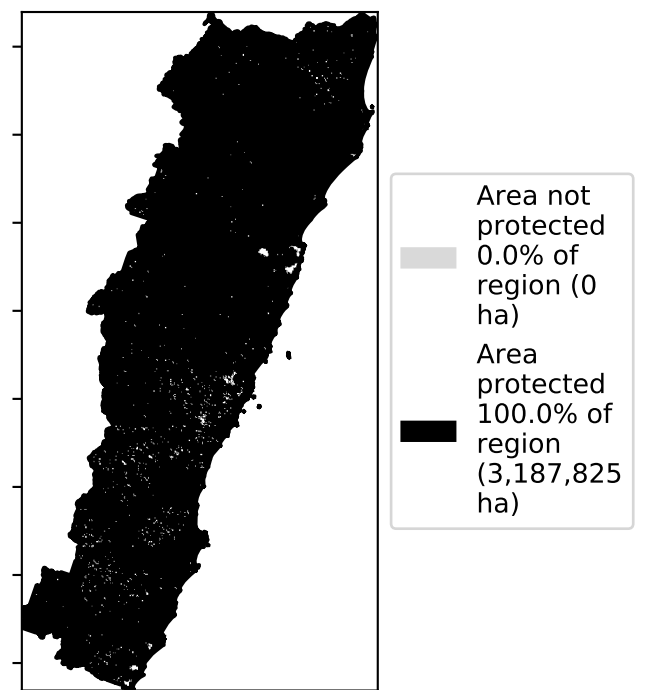 Area not
protected
0.0% of
region (0
ha)
Area
protected
100.0% of
region
(3,187,825
ha)